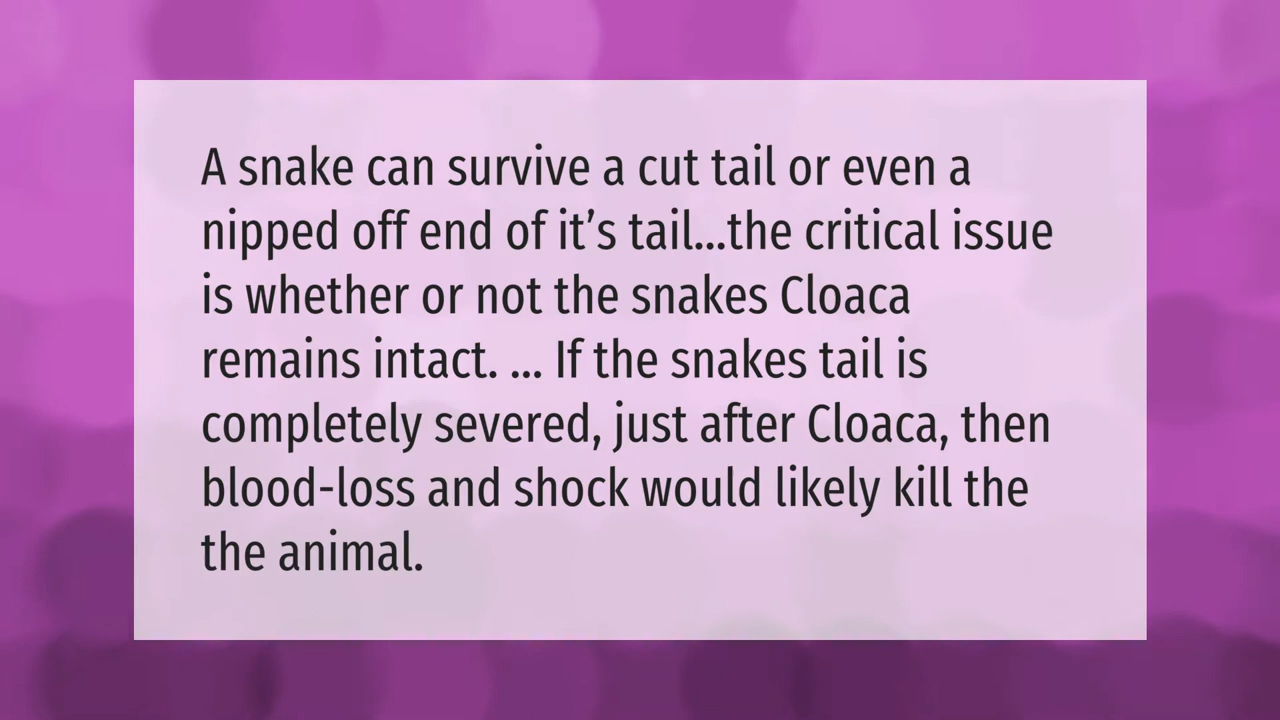 A snake can survive a cut tail or even a
nipped off end of it’s tail...the critical issue
is whether or not the snakes Cloaca
remains intact. ... If the snakes tail is
completely severed, just after Cloaca, then
blood-loss and shock would likely kill the
the animal.